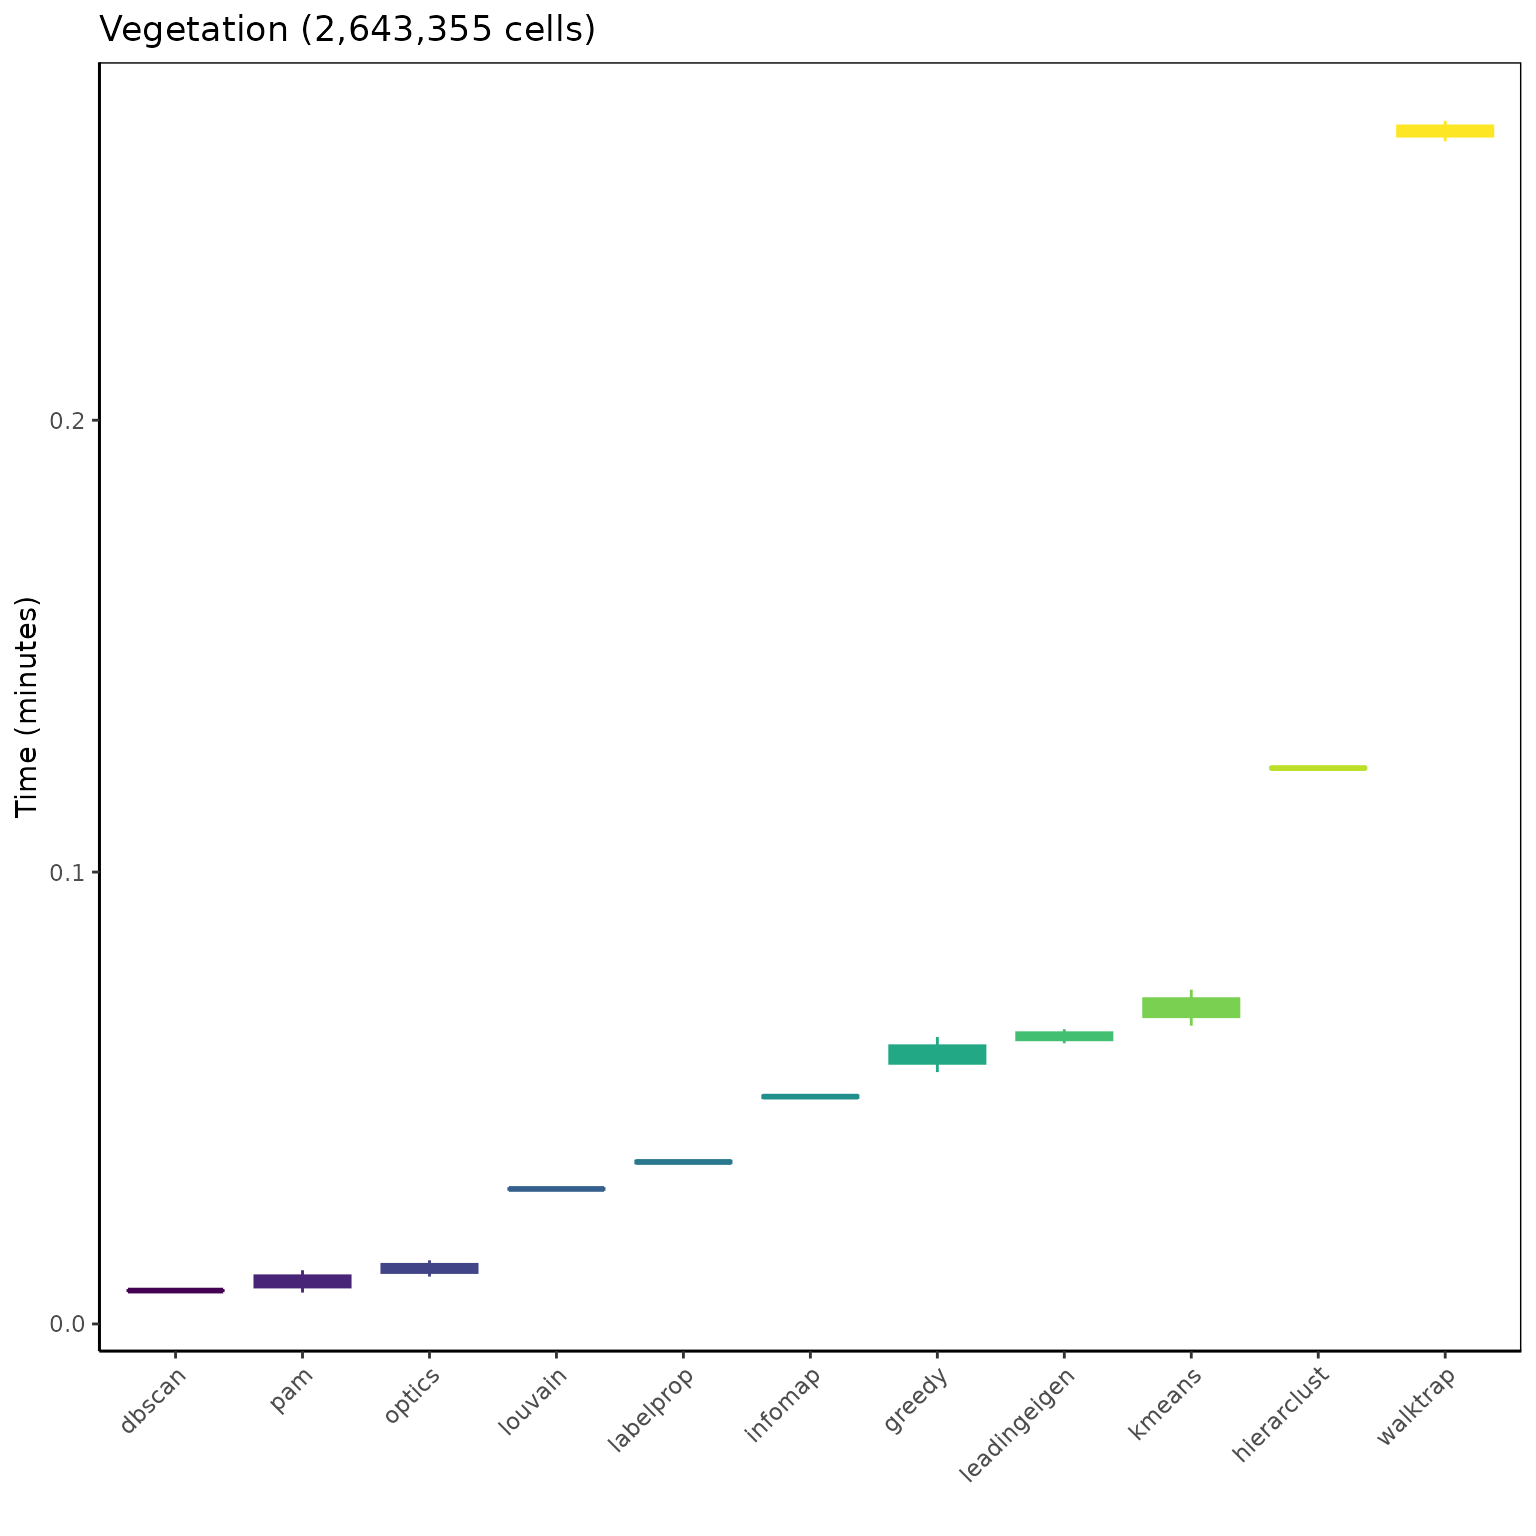 Vegetation (2,643,355 cells)
Time (minutes)
0.2
0.1
0.0
dbscan
pam
optics
louvain
labelprop
infomap
greedy
leadingeigen
kmeans
hierarclust
walktrap